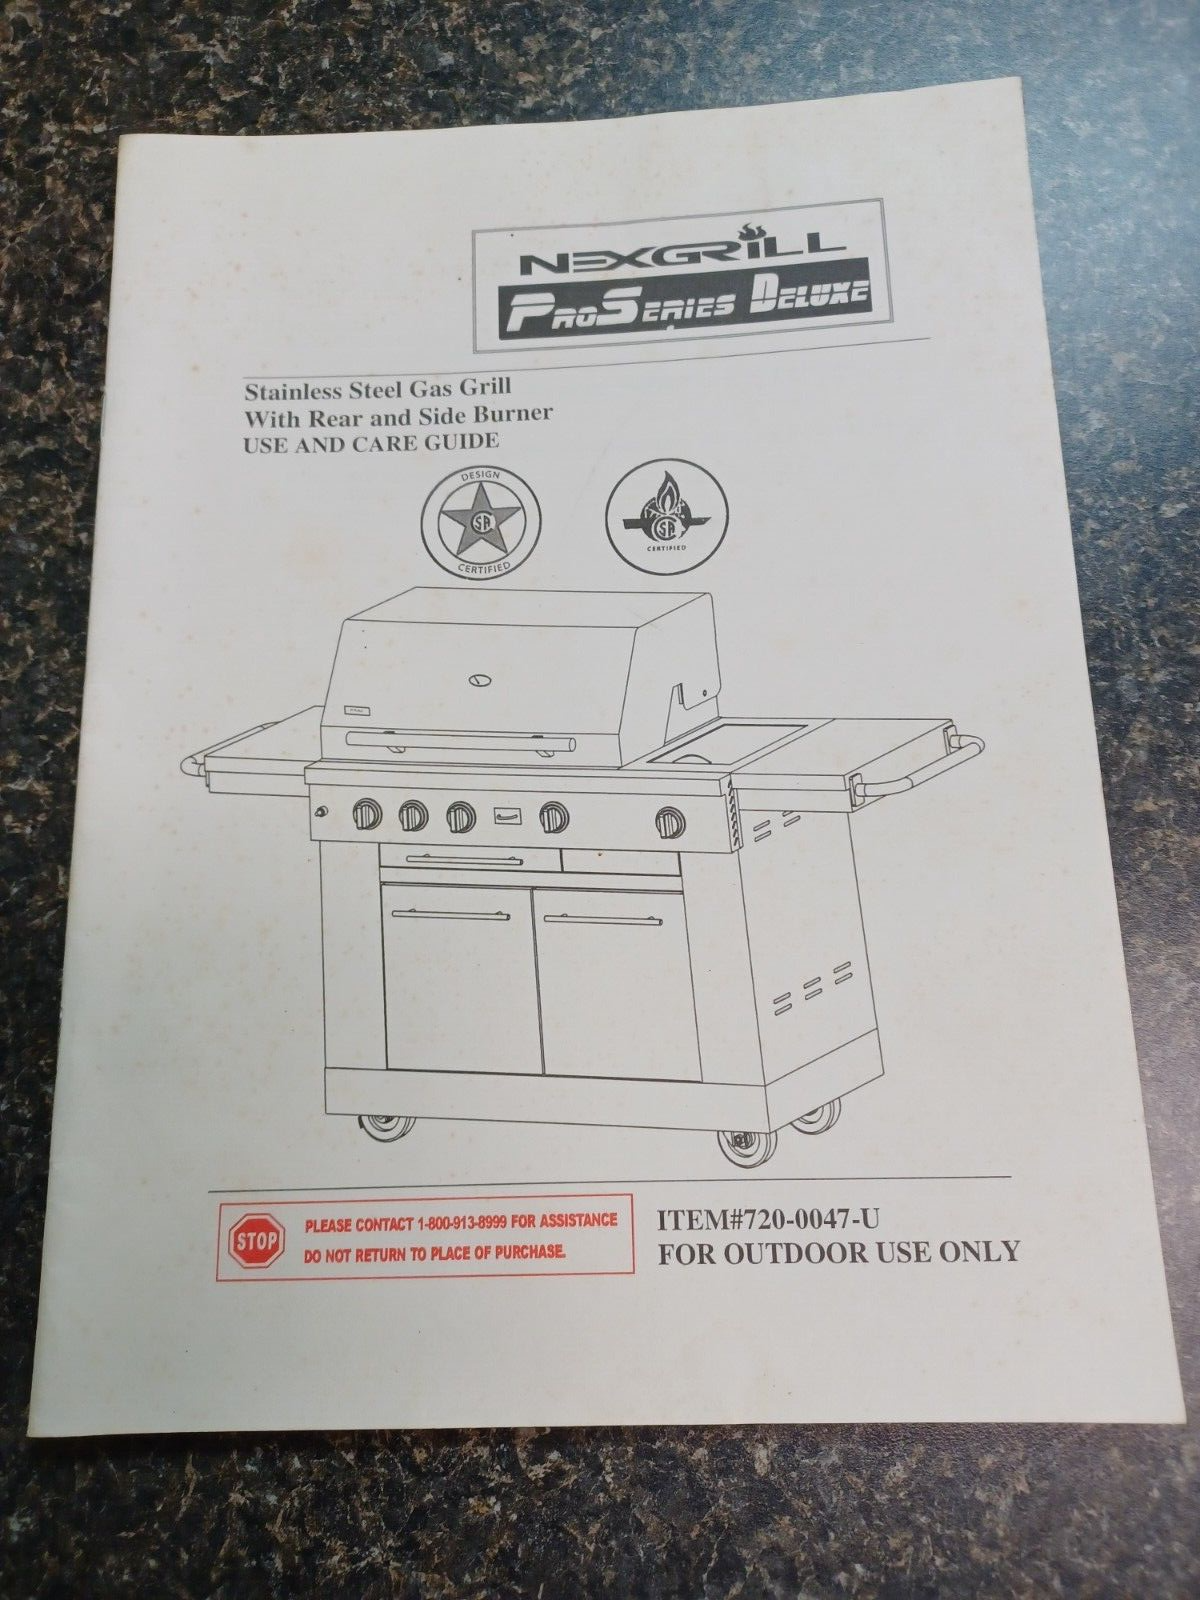 NEXGRILL
PROSERIES DELUXE
Stainless Steel Gas Grill
With Rear and Side Burner
USE AND CARE GUIDE
DESIGN
SA
CERTIFIED
SA
CERTIFIED
STOP
PLEASE CONTACT 1-800-913-8999 FOR ASSISTANCE
DO NOT RETURN TO PLACE OF PURCHASE.
ITEM#720-0047-U
FOR OUTDOOR USE ONLY